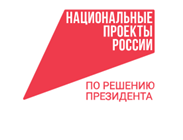 НАЦИОНАЛЬНЫЕ
ПРОЕКТЫ
РОССИИ
ПО РЕШЕНИЮ
ПРЕЗИДЕНТА